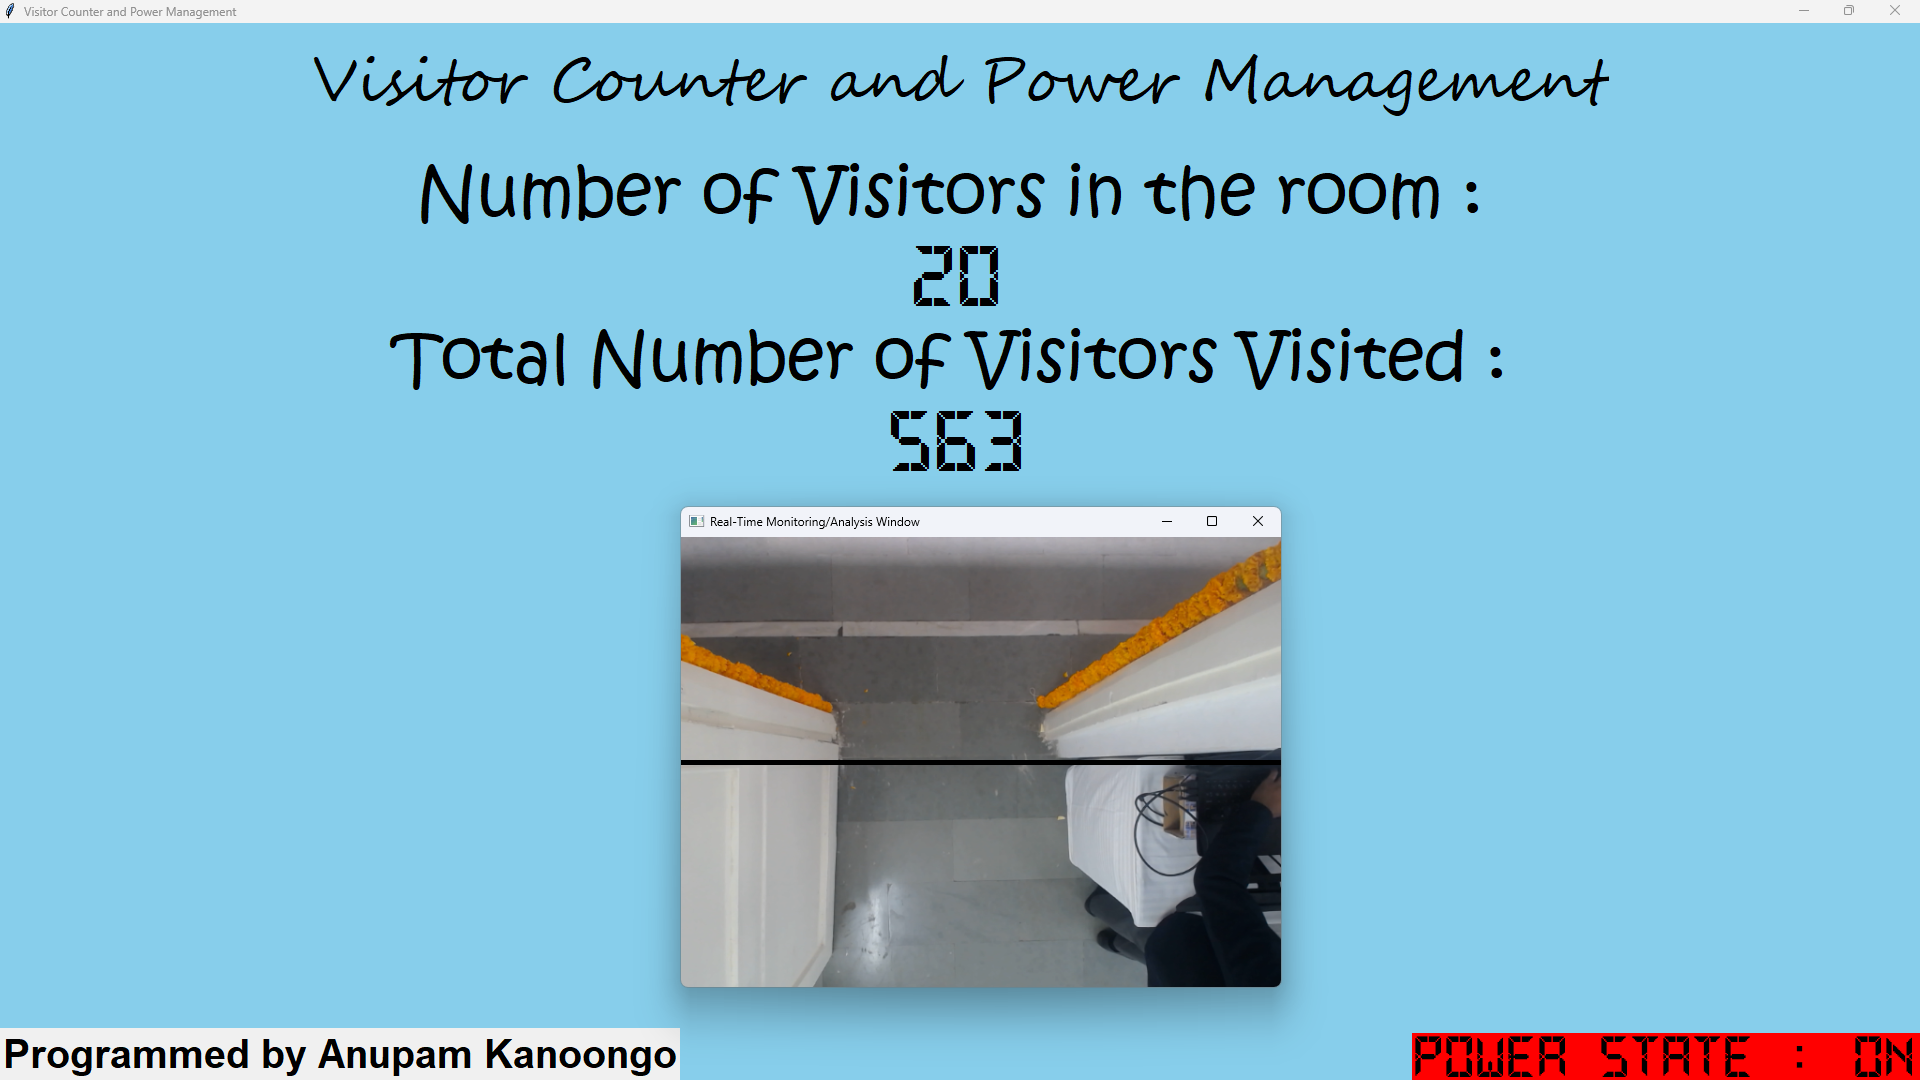 Visitor Counter and Power Management
Visitor Counter and Power Management
Number of Visitors in the room :
20
Total Number of Visitors Visited :
563
Real-Time Monitoring/Analysis Window
Programmed by Anupam Kanoongo
POWER STATE : ON